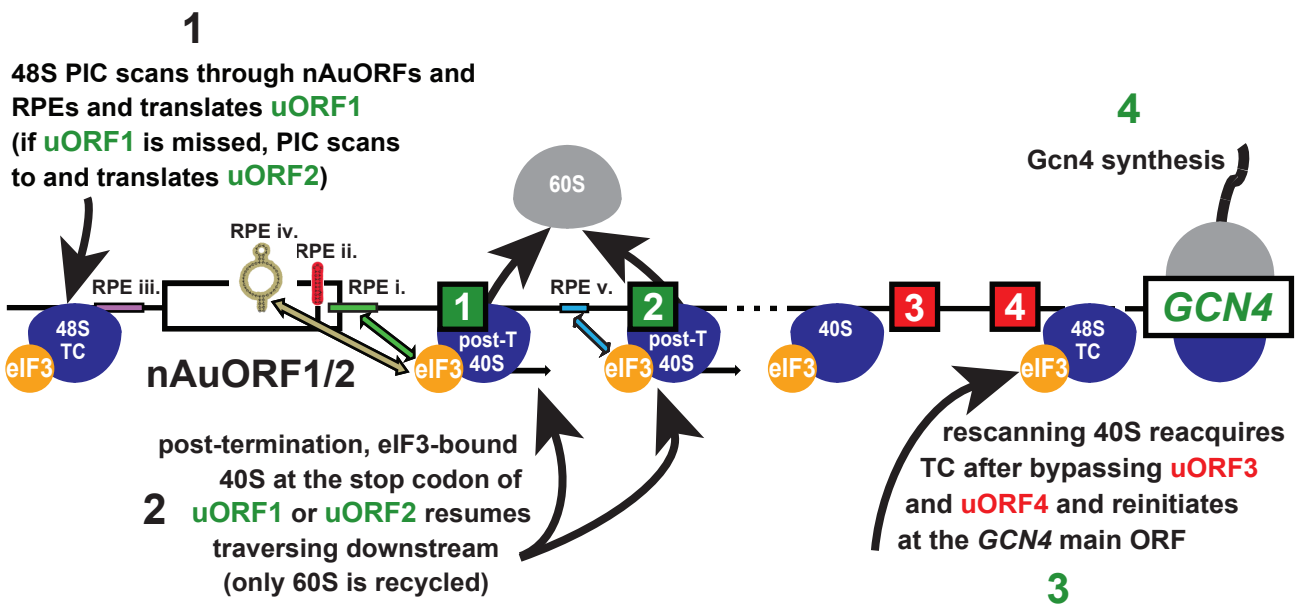 1
48S PIC scans through nAuORFs and
RPEs and translates uORF1
(if uORF1 is missed, PIC scans
to and translates uORF2)
4
Gcn4 synthesis
60S
RPE iv.
RPE ii.
RPE iii.
RPE i.
RPE v.
1
2
3
4
GCN4
48S
TC
eIF3
nAuORF1/2
post-T
40S
eIF3
post-T
40S
eIF3
40S
eIF3
48S
TC
eIF3
post-termination, eIF3-bound
40S at the stop codon of
2 uORF1 or uORF2 resumes
traversing downstream
(only 60S is recycled)
rescanning 40S reacquires
TC after bypassing uORF3
and uORF4 and reinitiates
at the GCN4 main ORF
3